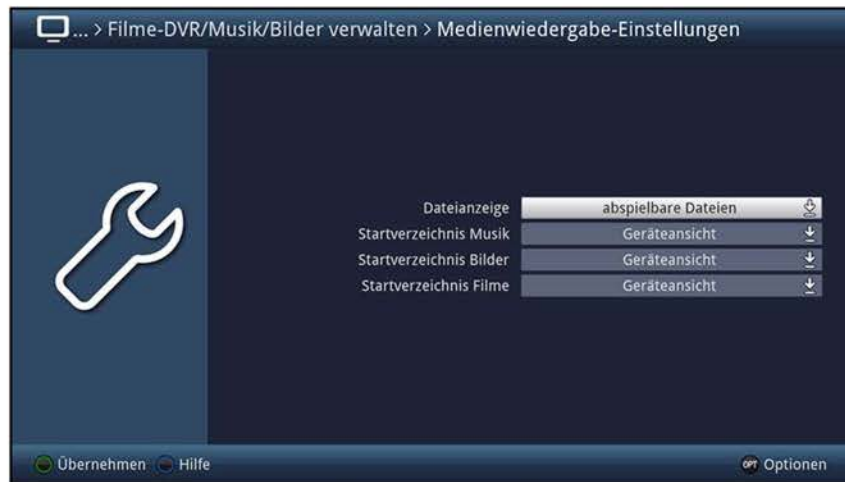 ... > Filme-DVR/Musik/Bilder verwalten > Medienwiedergabe-Einstellungen
Dateianzeige abspielbare Dateien
Startverzeichnis Musik Geräteansicht
Startverzeichnis Bilder Geräteansicht
Startverzeichnis Filme Geräteansicht
Übernehmen Hilfe OPT Optionen